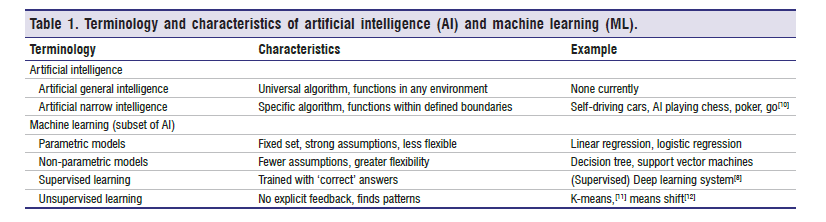 Table 1. Terminology and characteristics of artificial intelligence (AI) and machine learning (ML).
Terminology Characteristics Example
Artificial intelligence
Artificial general intelligence Universal algorithm, functions in any environment None currently
Artificial narrow intelligence Specific algorithm, functions within defined boundaries Self-driving cars, AI playing chess, poker, go[10]
Machine learning (subset of AI)
Parametric models Fixed set, strong assumptions, less flexible Linear regression, logistic regression
Non-parametric models Fewer assumptions, greater flexibility Decision tree, support vector machines
Supervised learning Trained with ‘correct’ answers (Supervised) Deep learning system[8]
Unsupervised learning No explicit feedback, finds patterns K-means,[11] means shift[12]